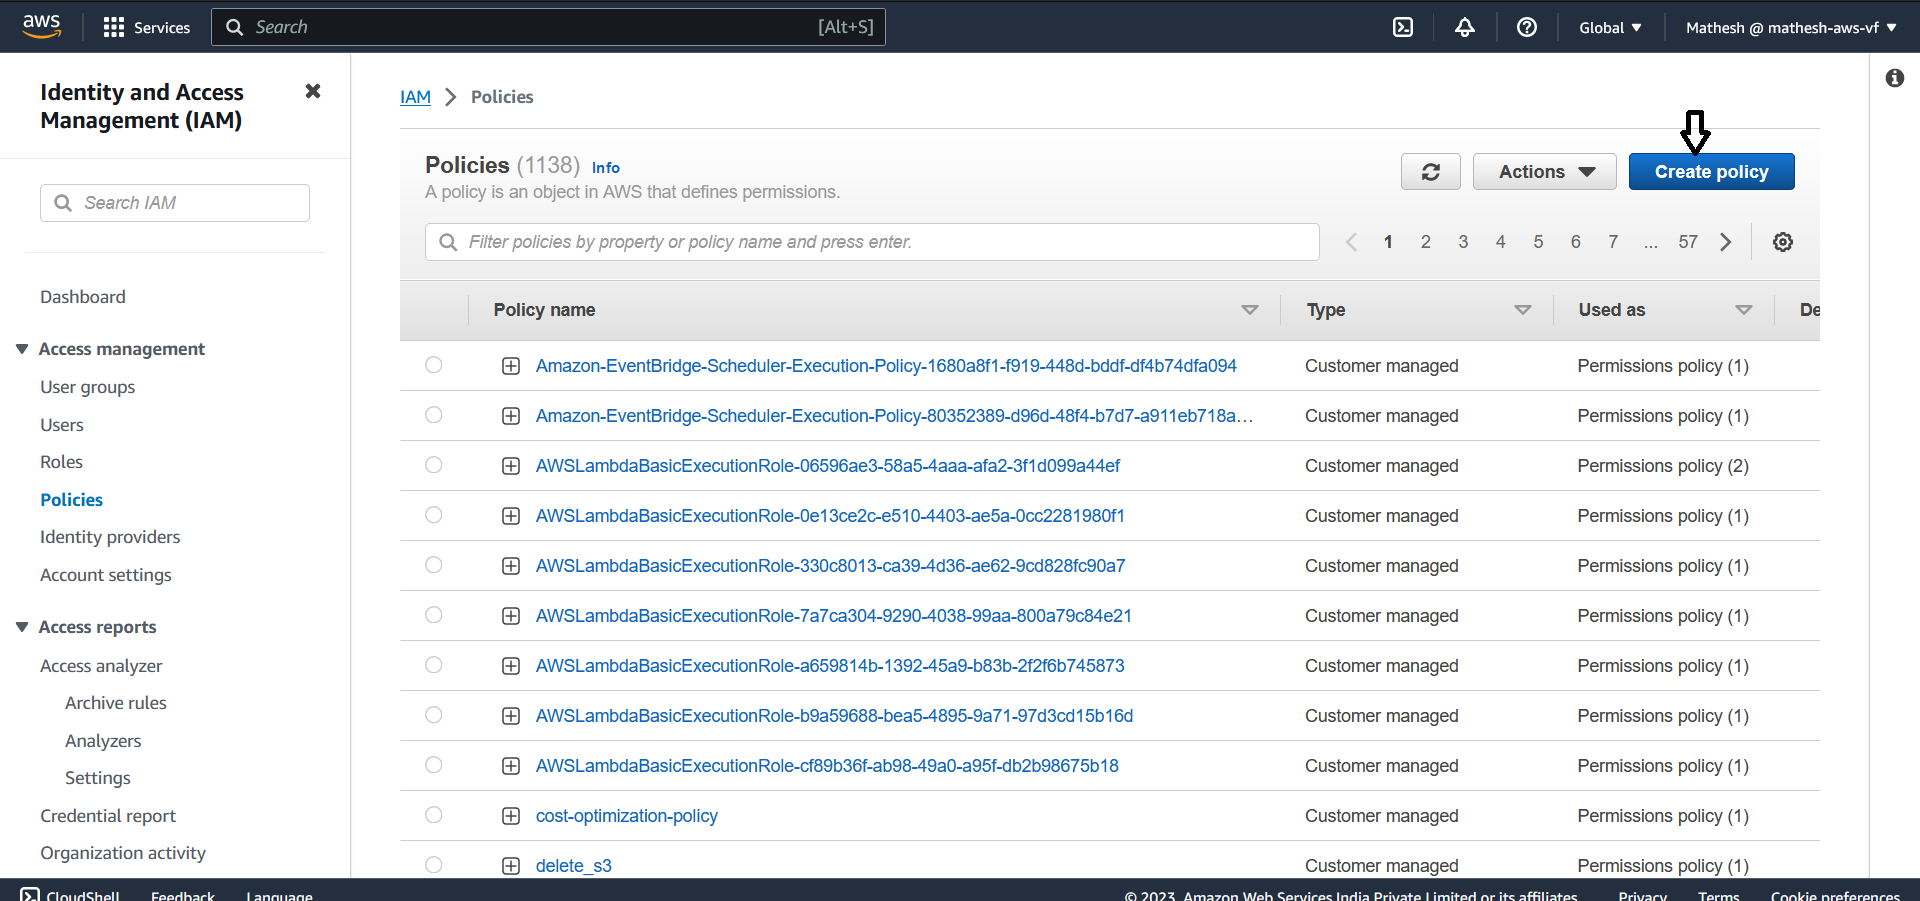 aws
Services
Search
[Alt+S]
Global
Mathesh @ mathesh-aws-vf
Identity and Access
Management (IAM)
Search IAM
Dashboard
Access management
User groups
Users
Roles
Policies
Identity providers
Account settings
Access reports
Access analyzer
Archive rules
Analyzers
Settings
Credential report
Organization activity
IAM > Policies
Policies (1138) Info
A policy is an object in AWS that defines permissions.
Actions
Create policy
Filter policies by property or policy name and press enter.
1 2 3 4 5 6 7 ... 57
Policy name Type Used as De
Amazon-EventBridge-Scheduler-Execution-Policy-1680a8f1-f919-448d-bddf-df4b74dfa094 Customer managed Permissions policy (1)
Amazon-EventBridge-Scheduler-Execution-Policy-80352389-d96d-48f4-b7d7-a911eb718a... Customer managed Permissions policy (1)
AWSLambdaBasicExecutionRole-06596ae3-58a5-4aaa-afa2-3f1d099a44ef Customer managed Permissions policy (2)
AWSLambdaBasicExecutionRole-0e13ce2c-e510-4403-ae5a-0cc2281980f1 Customer managed Permissions policy (1)
AWSLambdaBasicExecutionRole-330c8013-ca39-4d36-ae62-9cd828fc90a7 Customer managed Permissions policy (1)
AWSLambdaBasicExecutionRole-7a7ca304-9290-4038-99aa-800a79c84e21 Customer managed Permissions policy (1)
AWSLambdaBasicExecutionRole-a659814b-1392-45a9-b83b-2f2f6b745873 Customer managed Permissions policy (1)
AWSLambdaBasicExecutionRole-b9a59688-bea5-4895-9a71-97d3cd15b16d Customer managed Permissions policy (1)
AWSLambdaBasicExecutionRole-cf89b36f-ab98-49a0-a95f-db2b98675b18 Customer managed Permissions policy (1)
cost-optimization-policy Customer managed Permissions policy (1)
delete_s3 Customer managed Permissions policy (1)
CloudShell Feedback Language © 2023, Amazon Web Services India Private Limited or its affiliates. Privacy Terms Cookie preferences